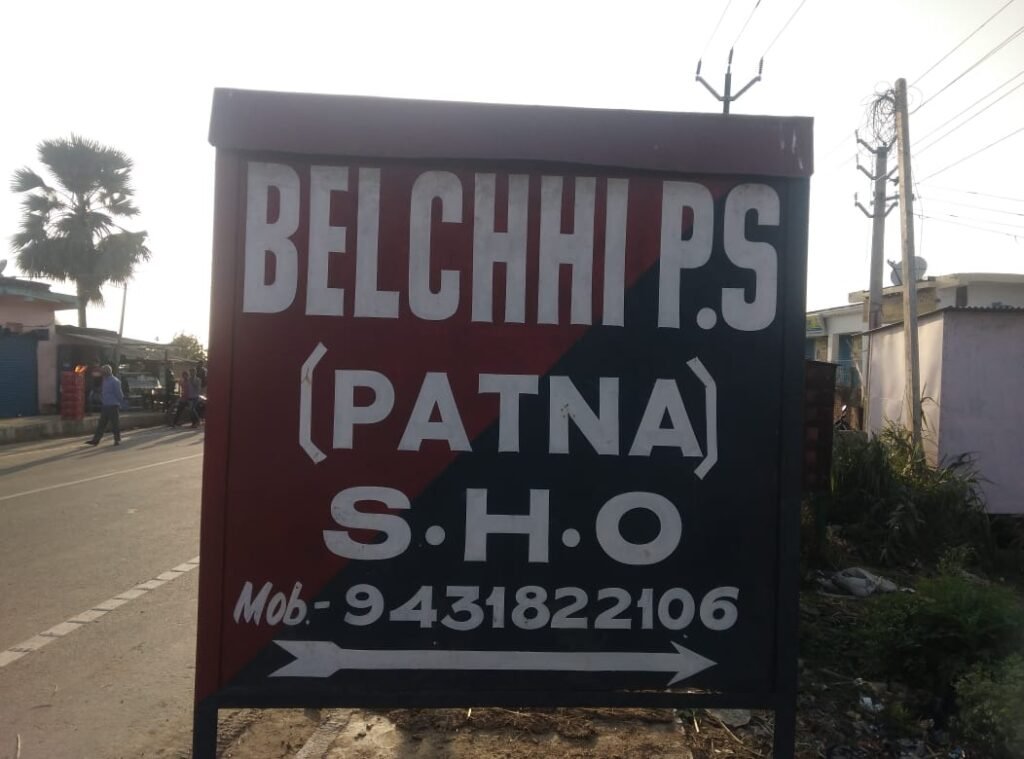 BELCHHI P.S
(PATNA)
S.H.O
Mob.- 9431822106